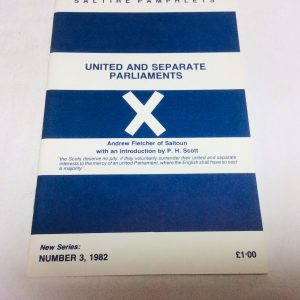 SALTIRE PAMPHLETS
UNITED AND SEPARATE
PARLIAMENTS
Andrew Fletcher of Saltoun
with an Introduction by P. H. Scott
"the Scots deserve no pity, if they voluntarily surrender their united and separate
interests to the mercy of an united Parliament, where the English shall have so vast
a majority".
New Series:
NUMBER 3, 1982
£1·00